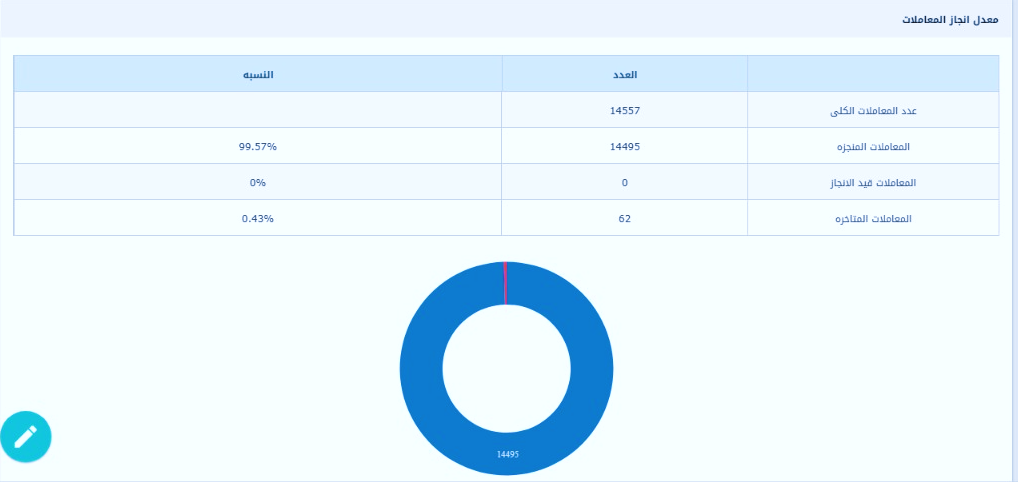 معدل انجاز المعاملات
العدد النسبه
عدد المعاملات الكلى 14557
المعاملات المنجزه 14495 99.57%
المعاملات قيد الانجاز 0 0%
المعاملات المتاخره 62 0.43%
14495